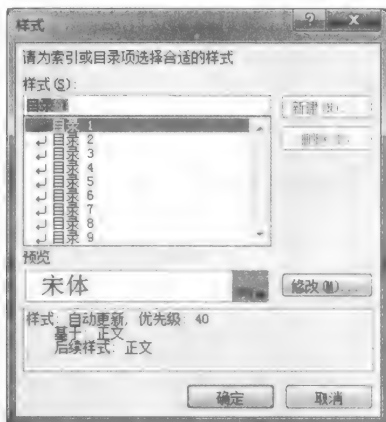 样式
请为索引或目录项选择合适的样式
样式(S):
目录 1
目录 1
目录 2
目录 3
目录 4
目录 5
目录 6
目录 7
目录 8
目录 9
预览
宋体
修改(M)...
样式: 自动更新, 优先级: 40
基于: 正文
后续样式: 正文
确定
取消